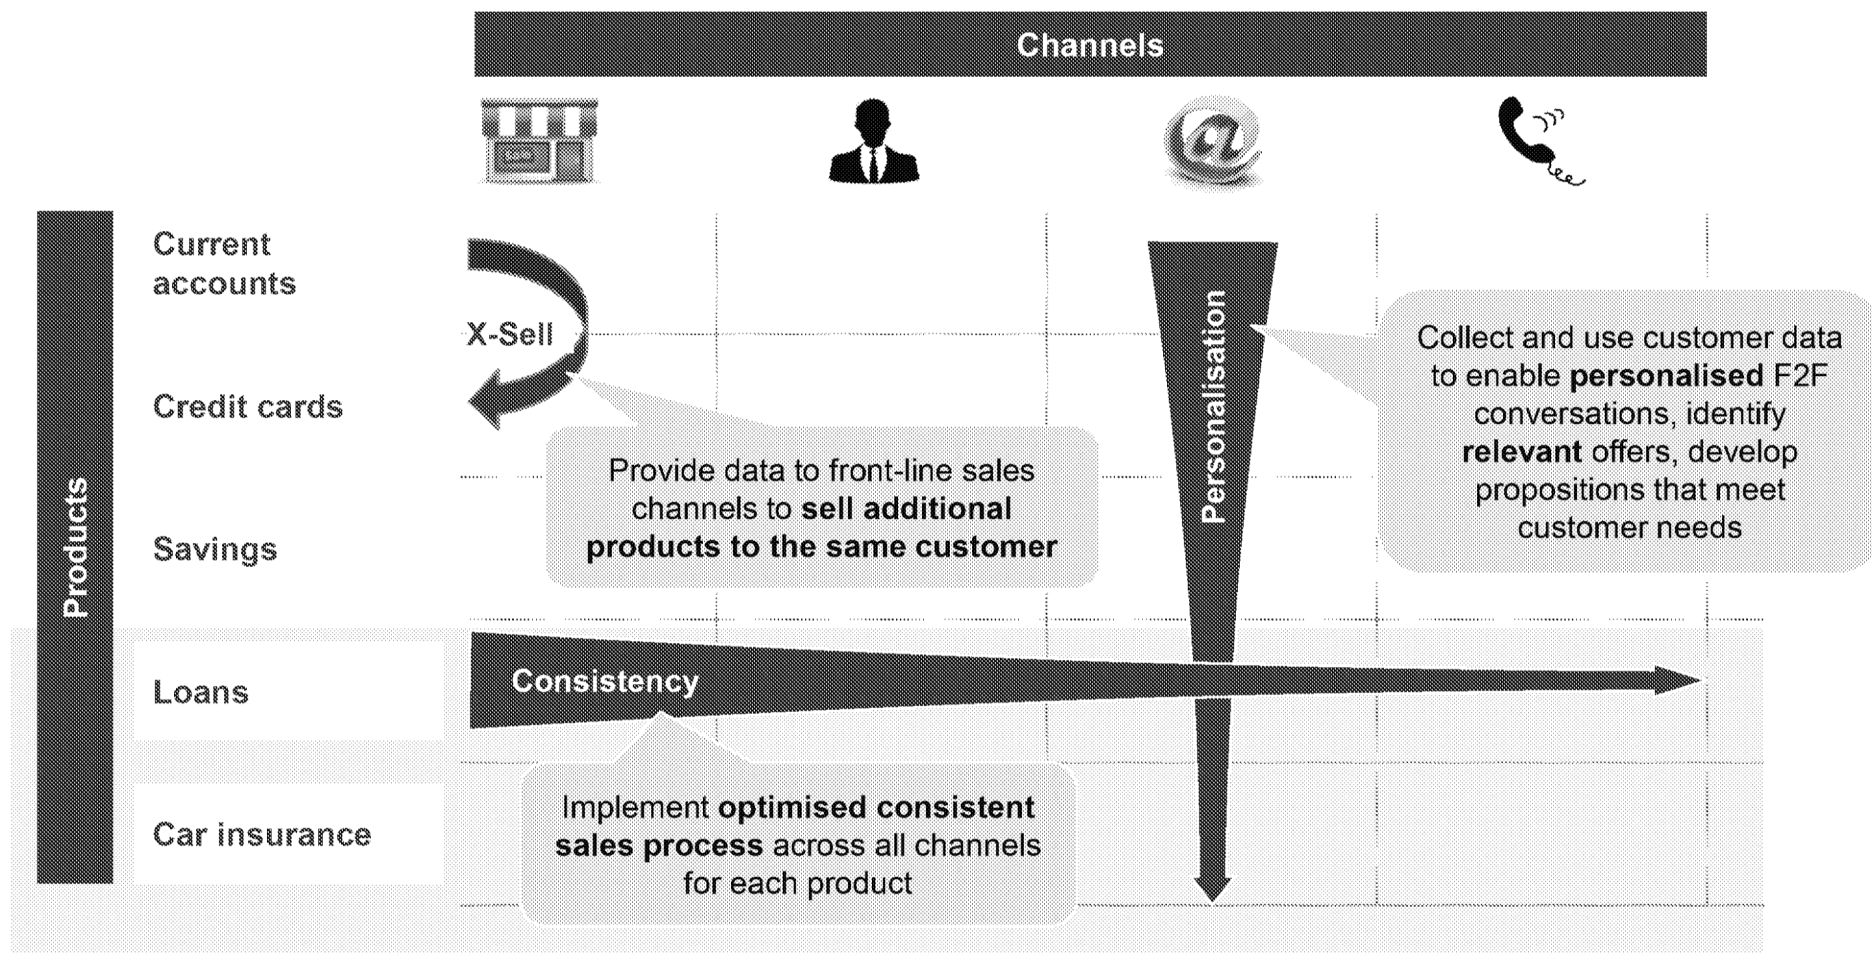 Channels
Products
Current
accounts
X-Sell
Credit cards
Savings
Loans
Car insurance
Personalisation
Collect and use customer data
to enable personalised F2F
conversations, identify
relevant offers, develop
propositions that meet
customer needs
Provide data to front-line sales
channels to sell additional
products to the same customer
Consistency
Implement optimised consistent
sales process across all channels
for each product